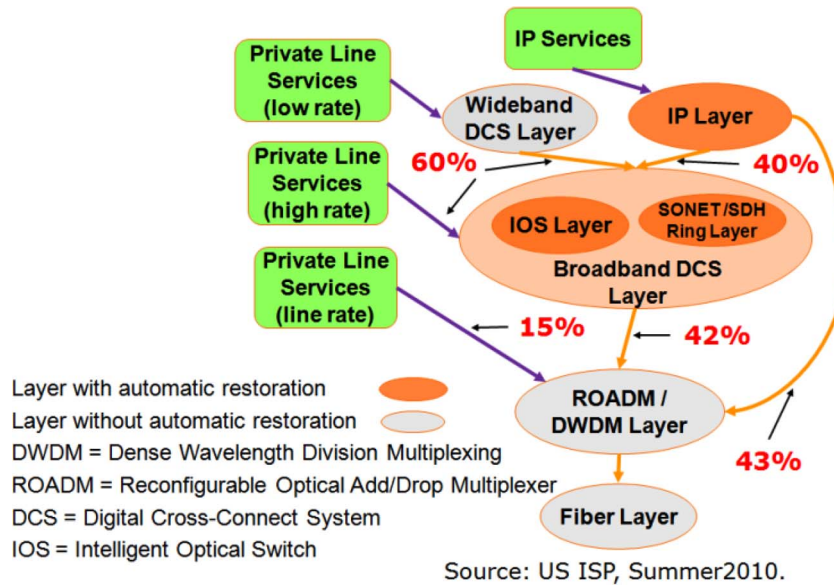 IP Services
Private Line
Services
(low rate)
Wideband
DCS Layer
IP Layer
60%
40%
Private Line
Services
(high rate)
IOS Layer
SONET/SDH
Ring Layer
Broadband DCS
Layer
Private Line
Services
(line rate)
15%
42%
Layer with automatic restoration
Layer without automatic restoration
ROADM /
DWDM Layer
43%
DWDM = Dense Wavelength Division Multiplexing
ROADM = Reconfigurable Optical Add/Drop Multiplexer
DCS = Digital Cross-Connect System
IOS = Intelligent Optical Switch
Fiber Layer
Source: US ISP, Summer2010.